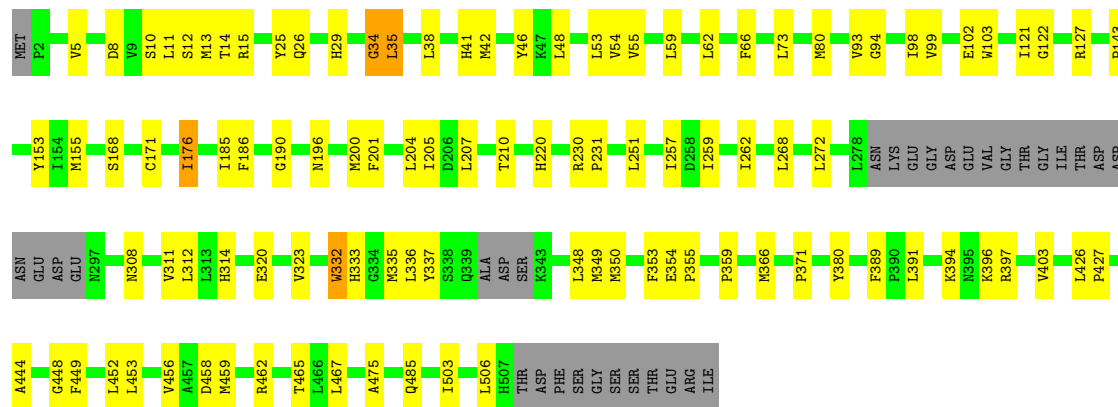 MET P2 V5 D8 V9 S10 L11 S12 M13 T14 R15 Y25 Q26 H29 G34 L35 L38 H41 M42 Y46 K47 L48 L53 V54 V55 L59 L62 F66 L73 M80 V93 G94 I98 V99 E102 W103 I121 G122 R127
Y153 I154 M155 S168 C171 I176 I185 F186 G190 N196 M200 F201 L204 I205 D206 L207 T210 H220 R230 P231 L251 I257 D258 I259 I262 L268 L272 L278 ASN LYS GLU GLY ASP GLU VAL GLY THR GLY ILE THR ASP ASP
ASN GLU ASP GLU N297 N308 V311 L312 L313 H314 E320 V323 W332 H333 G334 M335 L336 Y337 S338 Q339 ALA ASP SER K343 L348 M349 M350 F353 E354 P355 P359 M366 P371 Y380 F389 P390 L391 K394 N395 K396 R397 V403 L426 P427
A444 G448 F449 L452 L453 V456 A457 D458 M459 R462 T465 L466 L467 A475 Q485 I503 L506 H507 THR ASP PHE SER GLY SER SER THR GLU ARG ILE